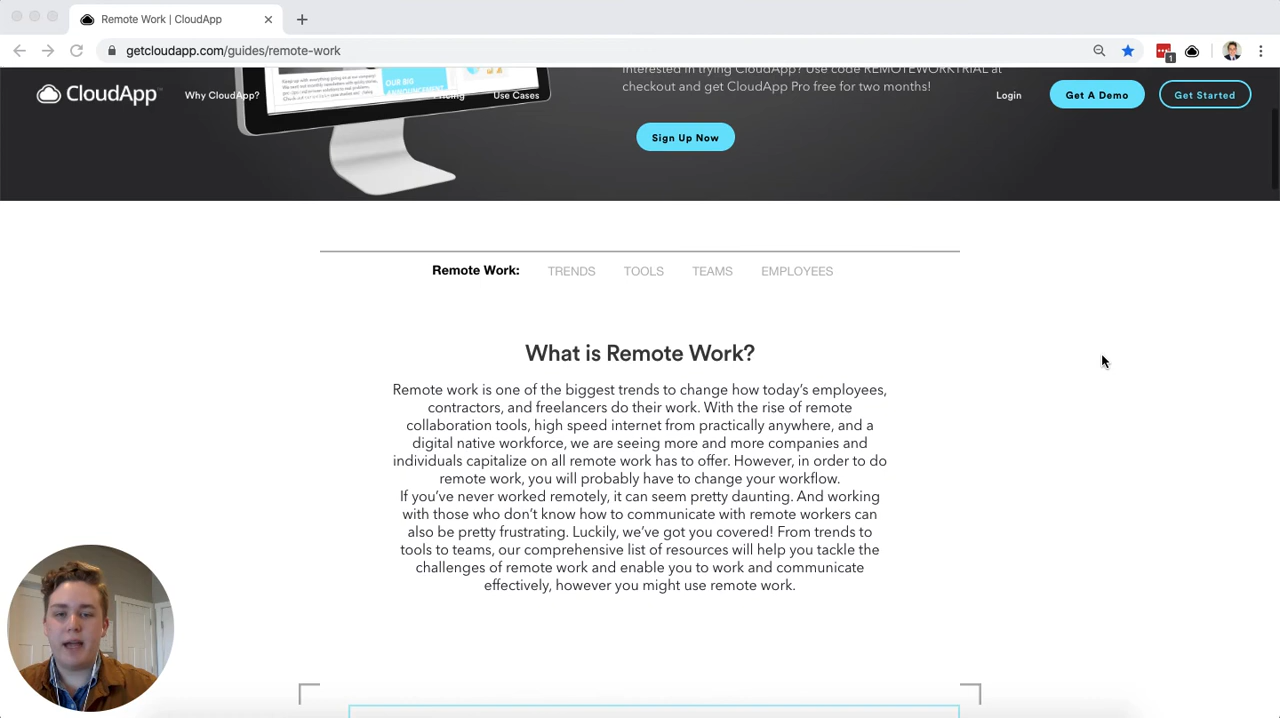 Remote Work | CloudApp
getcloudapp.com/guides/remote-work
1
OUR BIG
CloudApp
Why CloudApp?
Use Cases
checkout and get CloudApp Pro free for two months!
Login
Get A Demo
Get Started
Sign Up Now
Remote Work: TRENDS TOOLS TEAMS EMPLOYEES
What is Remote Work?
Remote work is one of the biggest trends to change how today's employees,
contractors, and freelancers do their work. With the rise of remote
collaboration tools, high speed internet from practically anywhere, and a
digital native workforce, we are seeing more and more companies and
individuals capitalize on all remote work has to offer. However, in order to do
remote work, you will probably have to change your workflow.
If you've never worked remotely, it can seem pretty daunting. And working
with those who don't know how to communicate with remote workers can
also be pretty frustrating. Luckily, we've got you covered! From trends to
tools to teams, our comprehensive list of resources will help you tackle the
challenges of remote work and enable you to work and communicate
effectively, however you might use remote work.